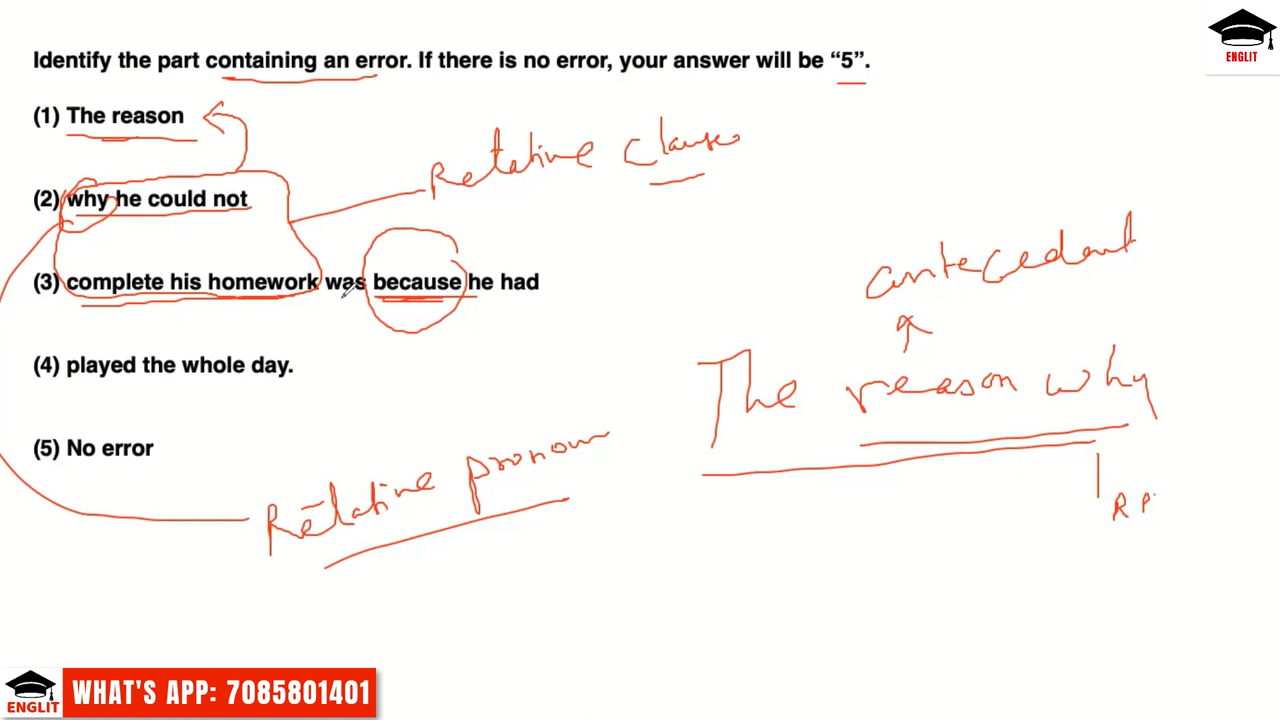 Identify the part containing an error. If there is no error, your answer will be “5”.
ENGLIT
(1) The reason
Relative clause
(2) why he could not
(3) complete his homework was because he had
antecedant
(4) played the whole day.
The reason why
(5) No error
Relative pronoun
R P
ENGLIT
WHAT'S APP: 7085801401